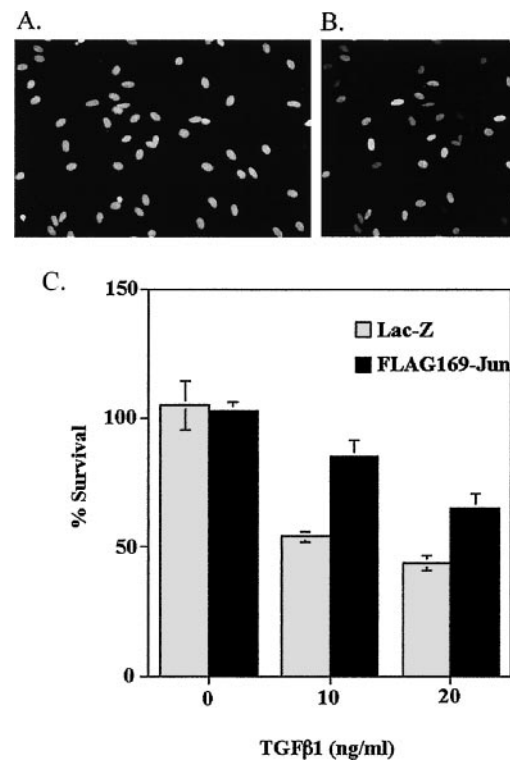 A.
B.
C.
150
100
50
0
% Survival
Lac-Z
FLAG169-Jun
0
10
20
TGFβ1 (ng/ml)